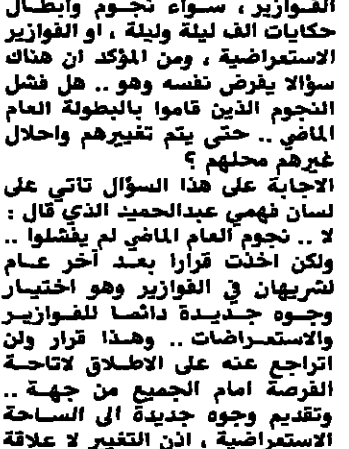 الفوازير ، سواء نجوم وابطال
حكايات الف ليلة وليلة ، او الفوازير
الاستعراضية ، ومن المؤكد ان هناك
سؤالا يفرض نفسه وهو .. هل فشل
النجوم الذين قاموا بالبطولة العام
الماضي .. حتى يتم تغييرهم واحلال
غيرهم محلهم ؟
الاجابة على هذا السؤال تاتي على
لسان فهمي عبدالحميد الذي قال :
لا .. نجوم العام الماضي لم يفشلوا ..
ولكن اخذت قرارا بعد آخر عام
لشريهان في الفوازير وهو اختيار
وجوه جديدة دائما للفوازير
والاستعراضات .. وهذا قرار ولن
اتراجع عنه على الاطلاق لاتاحة
الفرصة امام الجميع من جهة ..
وتقديم وجوه جديدة الى الساحة
الاستعراضية ، اذن التغيير لا علاقة